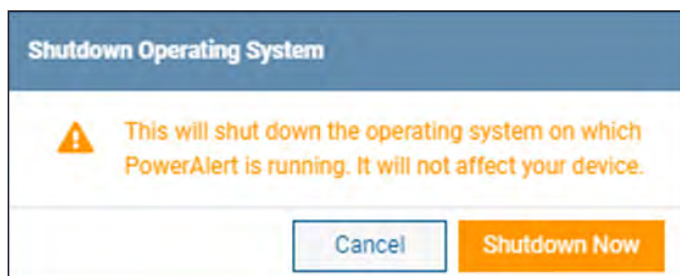 Shutdown Operating System
This will shut down the operating system on which
PowerAlert is running. It will not affect your device.
Cancel
Shutdown Now